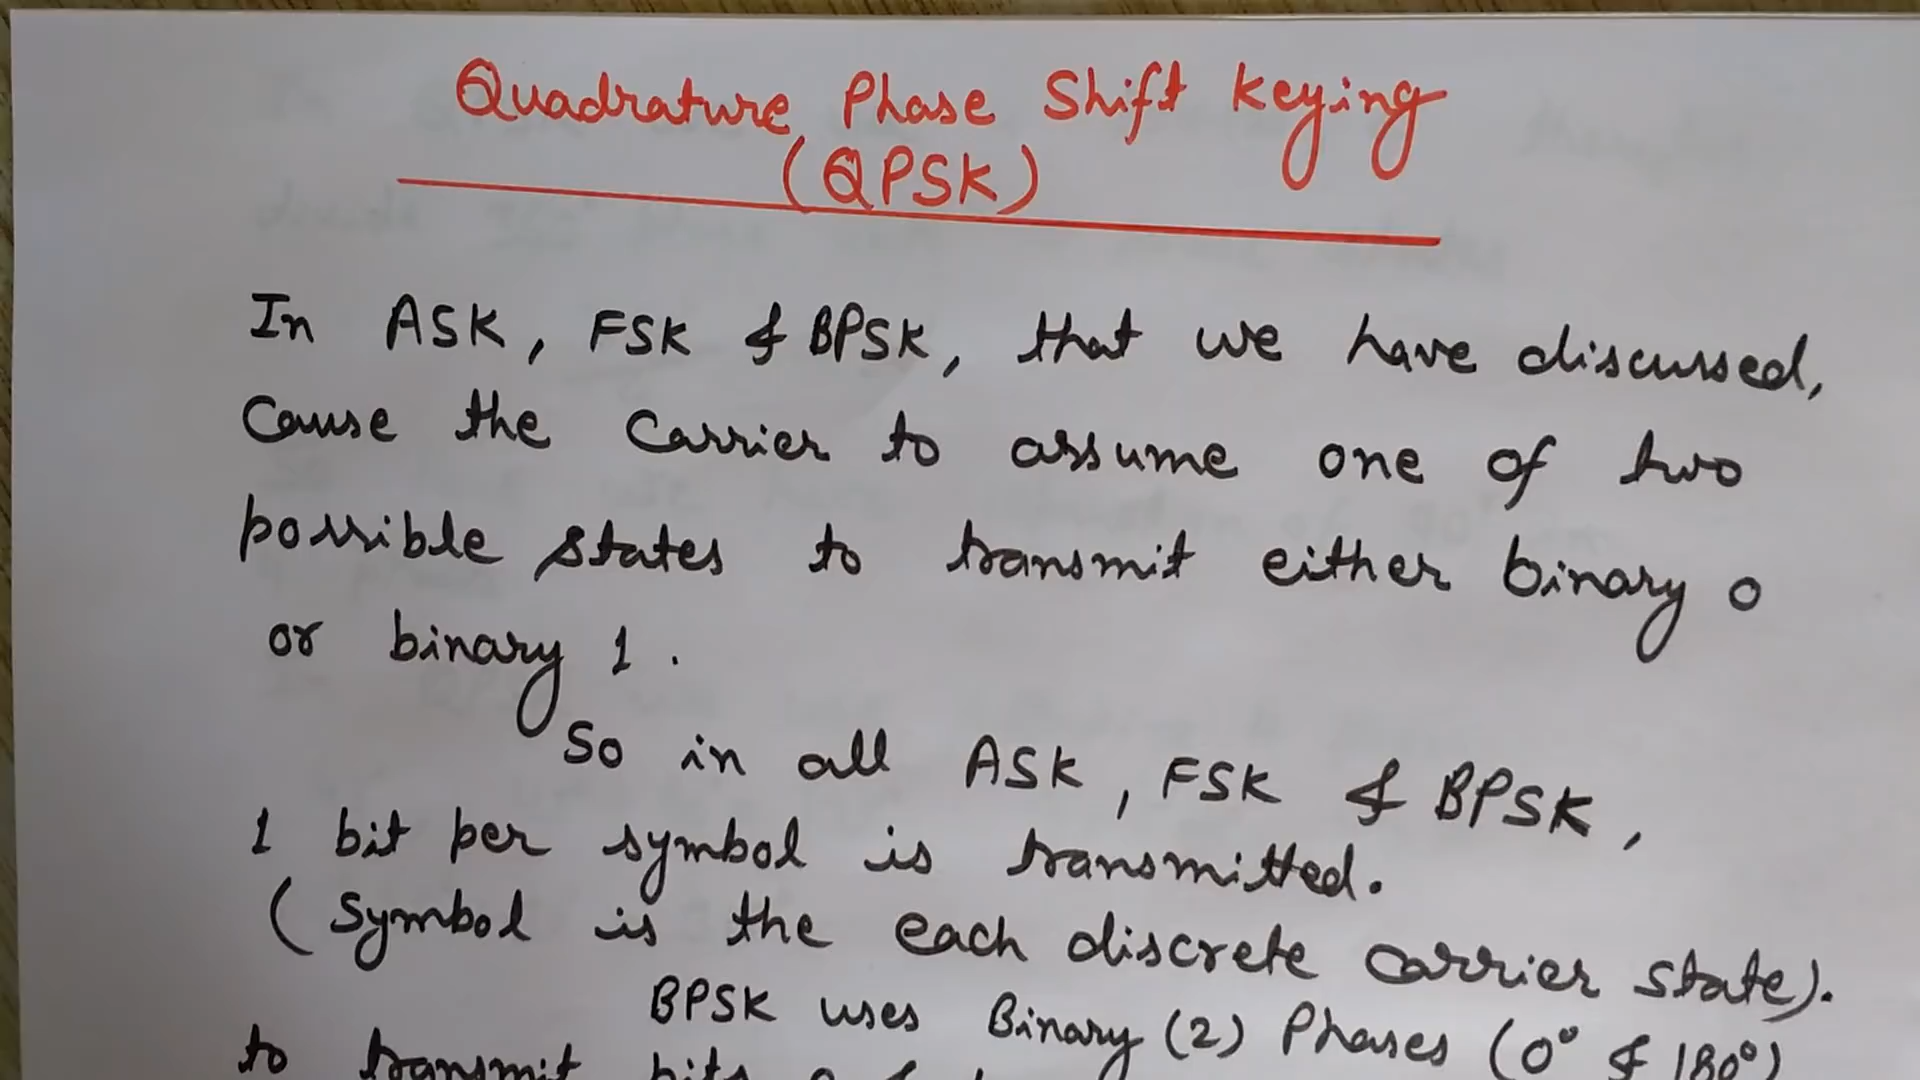 Quadrature Phase Shift Keying
(QPSK)
In ASK, FSK & BPSK, that we have discussed,
Cause the Carrier to assume one of two
possible states to transmit either binary 0
or binary 1.
So in all ASK, FSK & BPSK,
1 bit per symbol is transmitted.
(Symbol is the each discrete carrier state).
BPSK uses Binary (2) Phases (0° & 180°)
to transmit bits